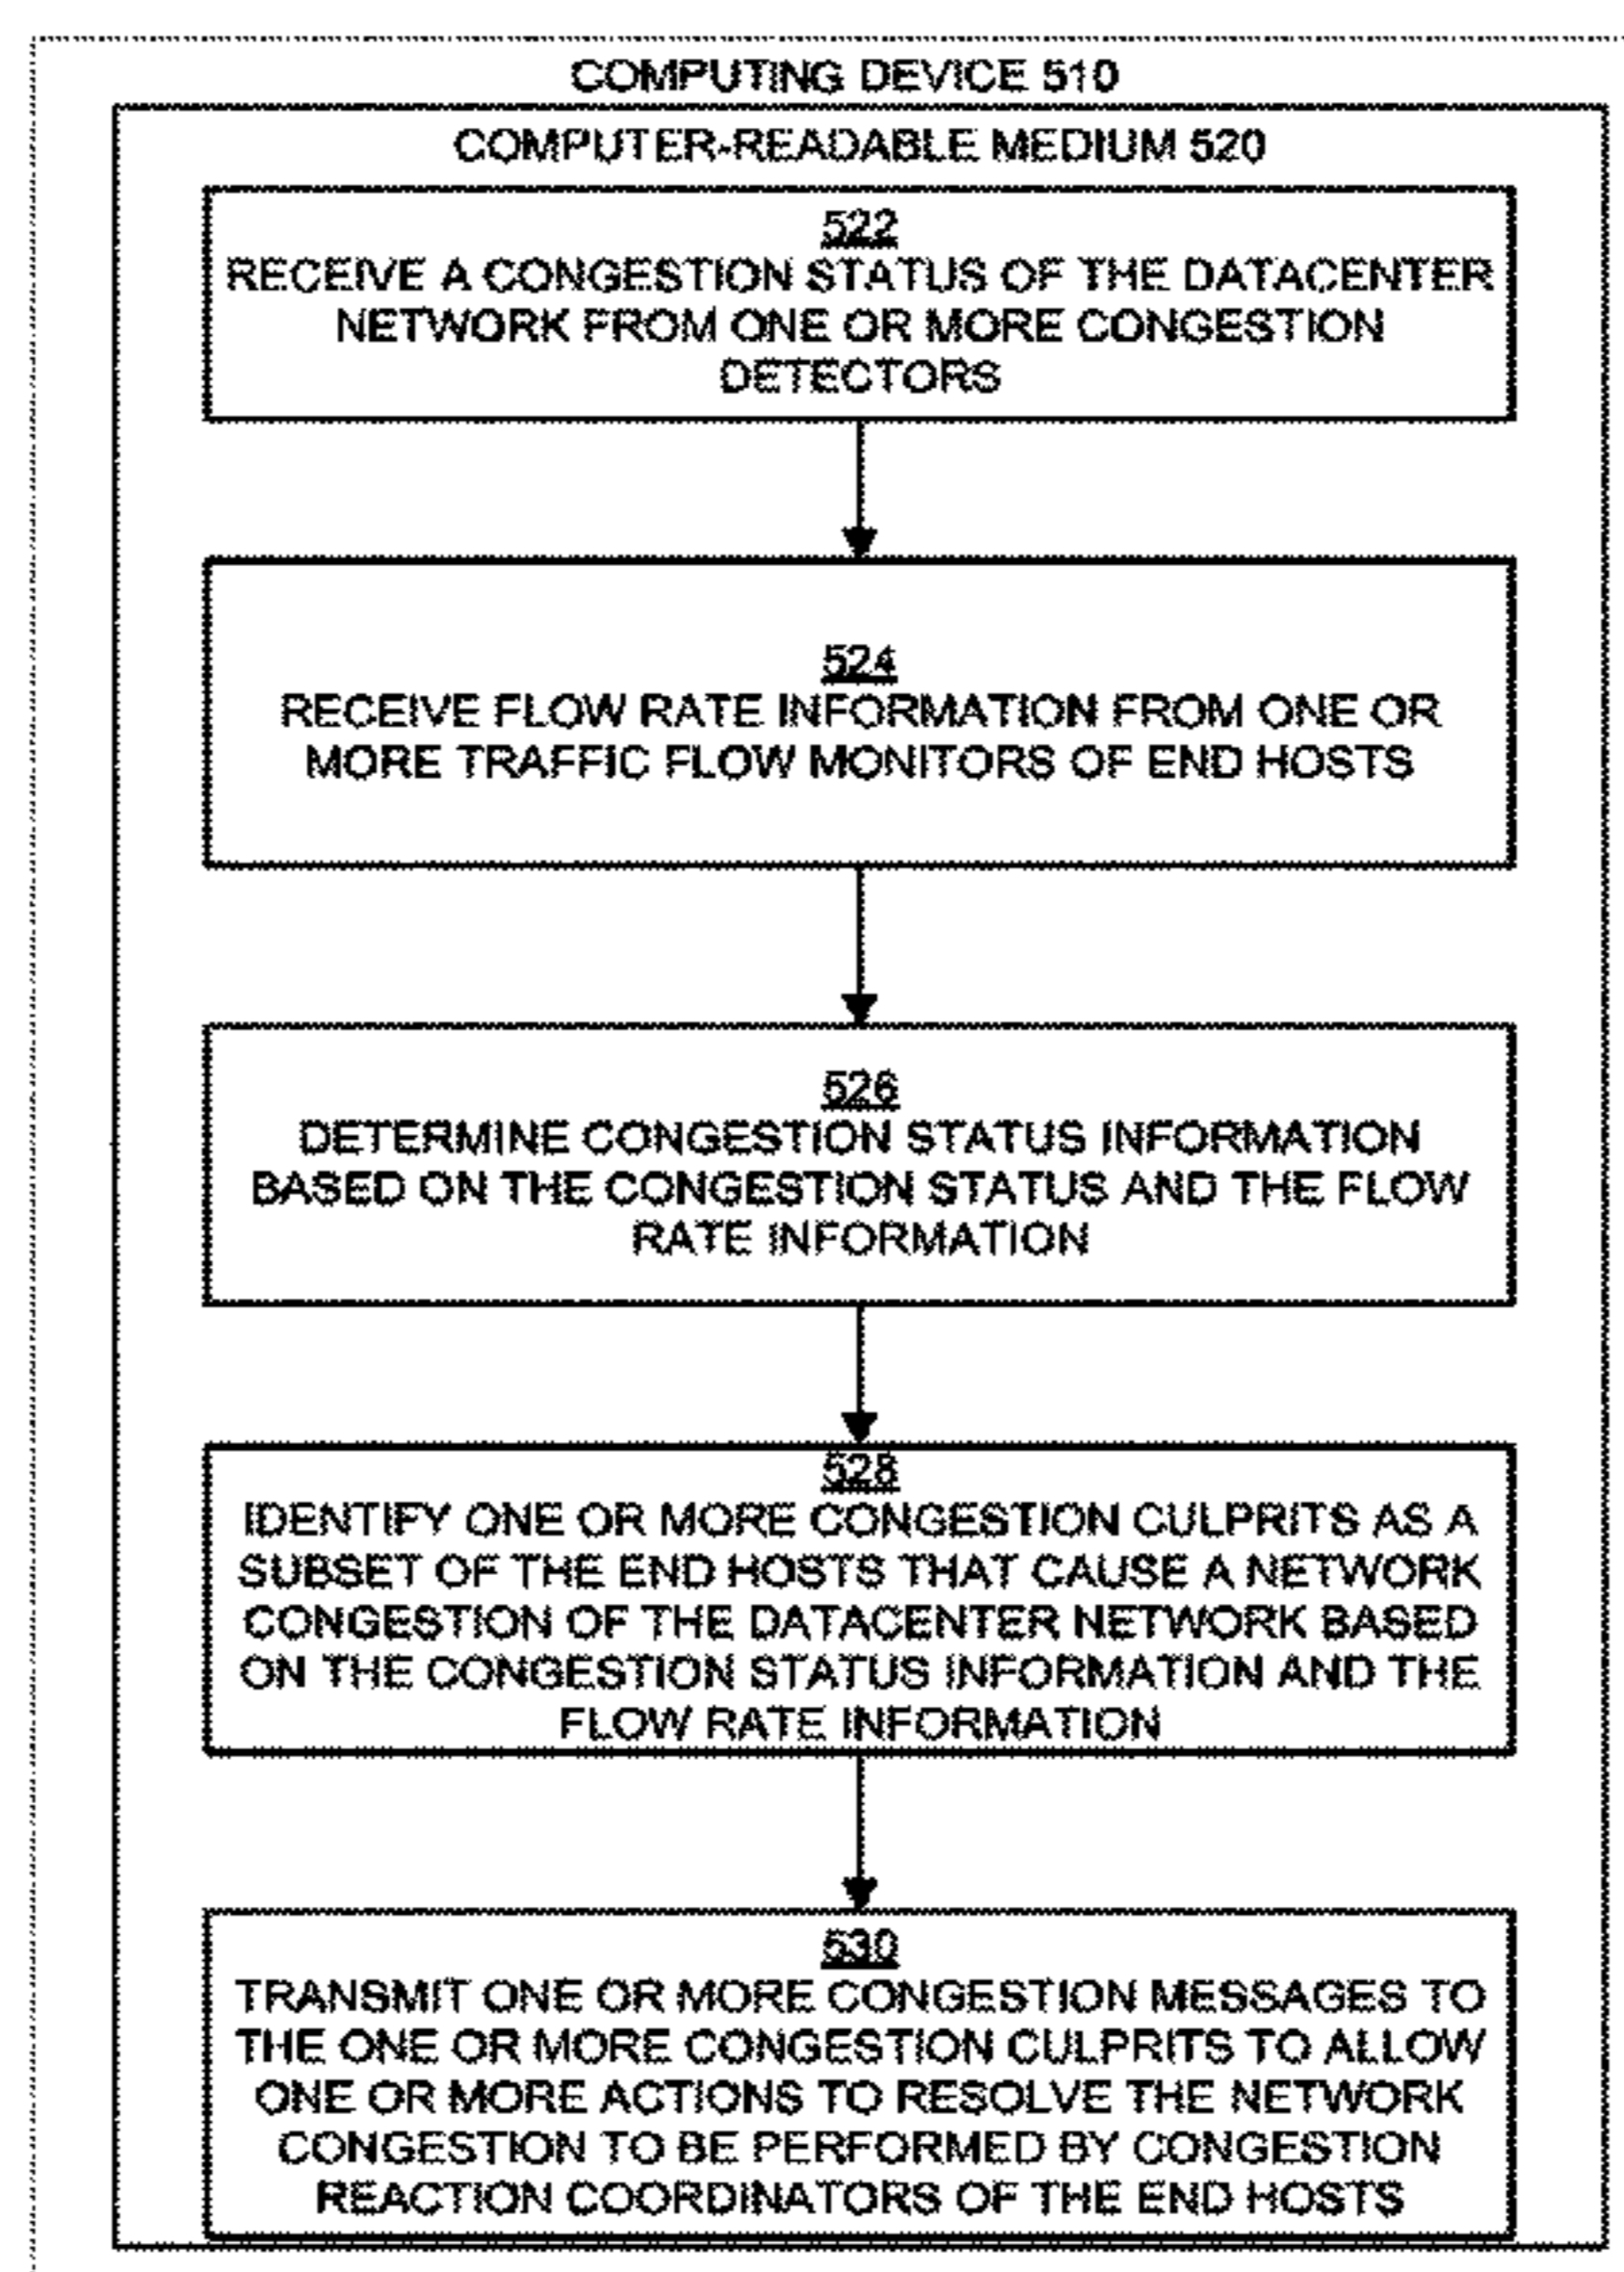 COMPUTING DEVICE 510
COMPUTER-READABLE MEDIUM 520
522
RECEIVE A CONGESTION STATUS OF THE DATACENTER
NETWORK FROM ONE OR MORE CONGESTION
DETECTORS
524
RECEIVE FLOW RATE INFORMATION FROM ONE OR
MORE TRAFFIC FLOW MONITORS OF END HOSTS
526
DETERMINE CONGESTION STATUS INFORMATION
BASED ON THE CONGESTION STATUS AND THE FLOW
RATE INFORMATION
528
IDENTIFY ONE OR MORE CONGESTION CULPRITS AS A
SUBSET OF THE END HOSTS THAT CAUSE A NETWORK
CONGESTION OF THE DATACENTER NETWORK BASED
ON THE CONGESTION STATUS INFORMATION AND THE
FLOW RATE INFORMATION
530
TRANSMIT ONE OR MORE CONGESTION MESSAGES TO
THE ONE OR MORE CONGESTION CULPRITS TO ALLOW
ONE OR MORE ACTIONS TO RESOLVE THE NETWORK
CONGESTION TO BE PERFORMED BY CONGESTION
REACTION COORDINATORS OF THE END HOSTS